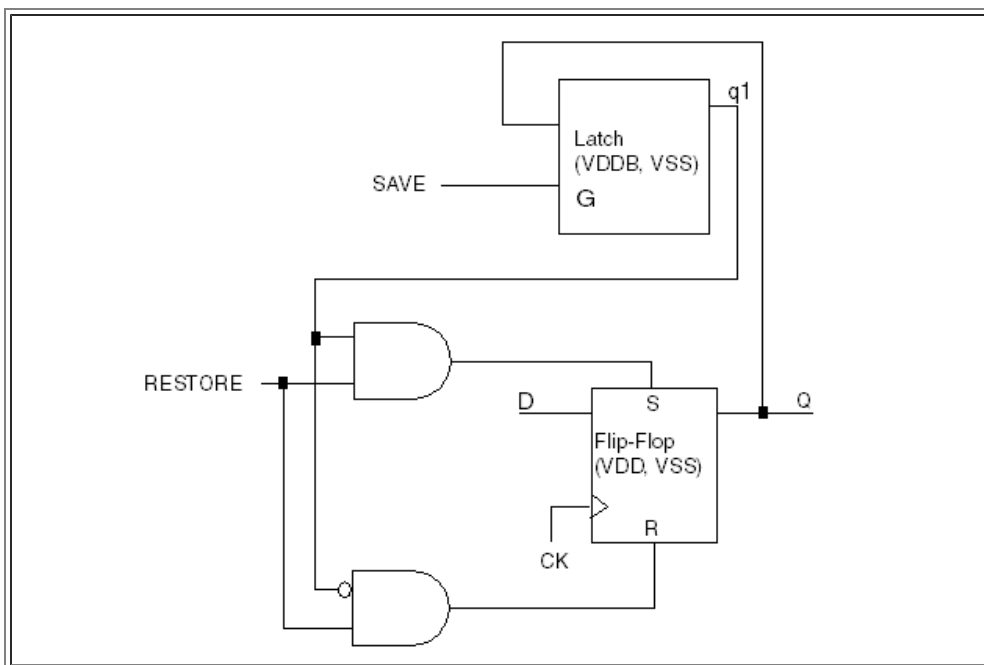 q1
Latch
(VDDB, VSS)
SAVE
G
RESTORE
D
S
Q
Flip-Flop
(VDD, VSS)
R
CK